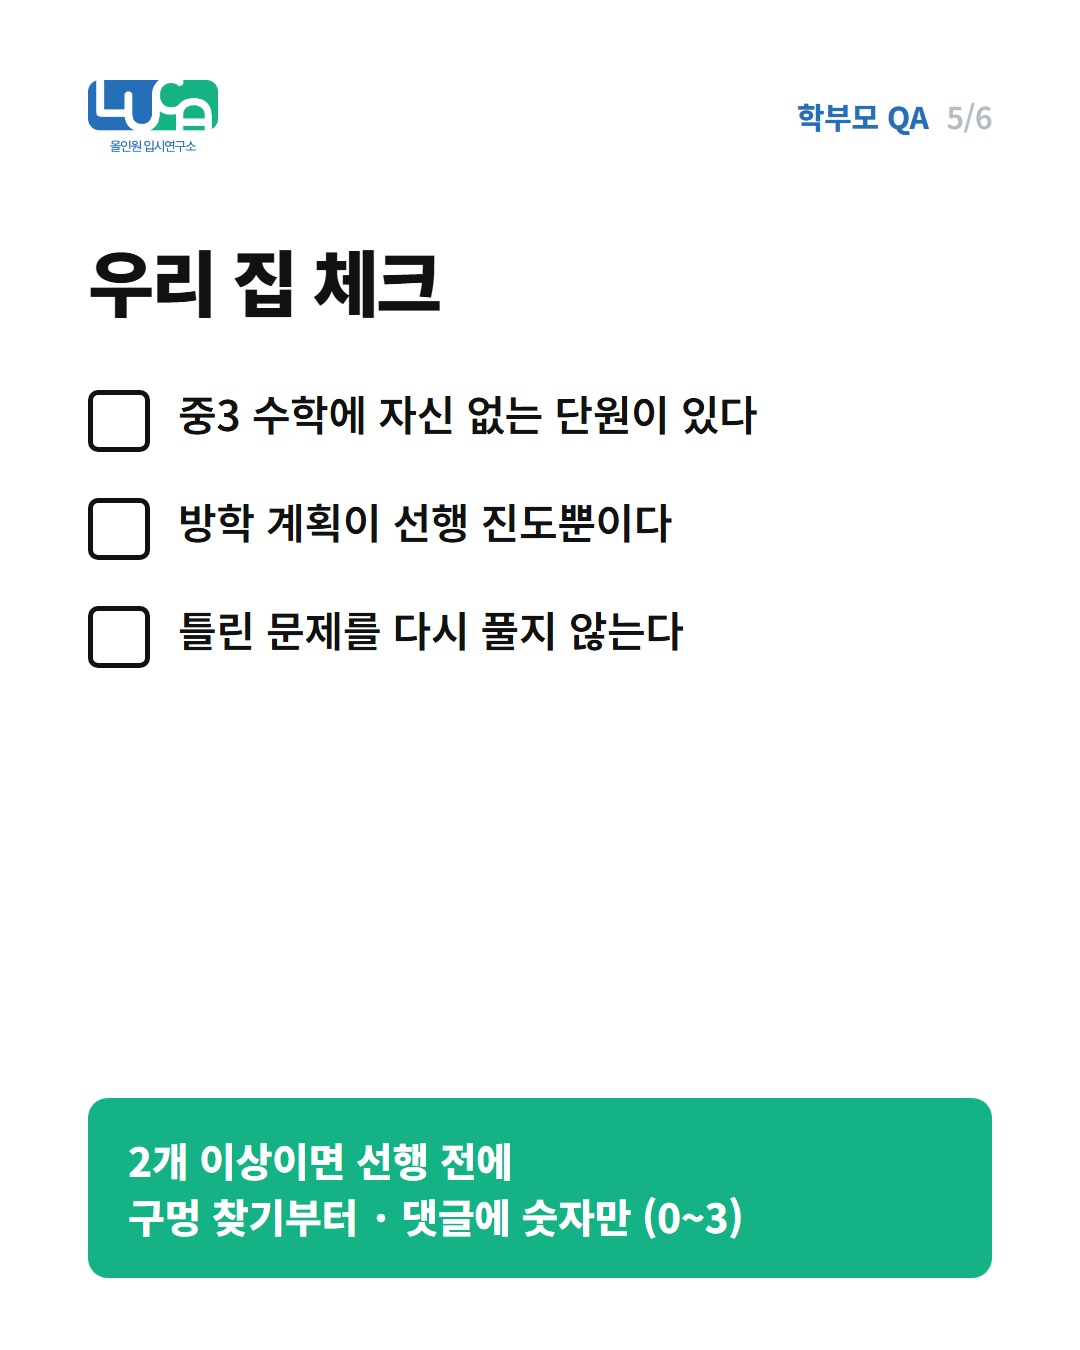 LUCA
올인원 입시연구소
학부모 QA 5/6
우리 집 체크
중3 수학에 자신 없는 단원이 있다
방학 계획이 선행 진도뿐이다
틀린 문제를 다시 풀지 않는다
2개 이상이면 선행 전에
구멍 찾기부터 · 댓글에 숫자만 (0~3)